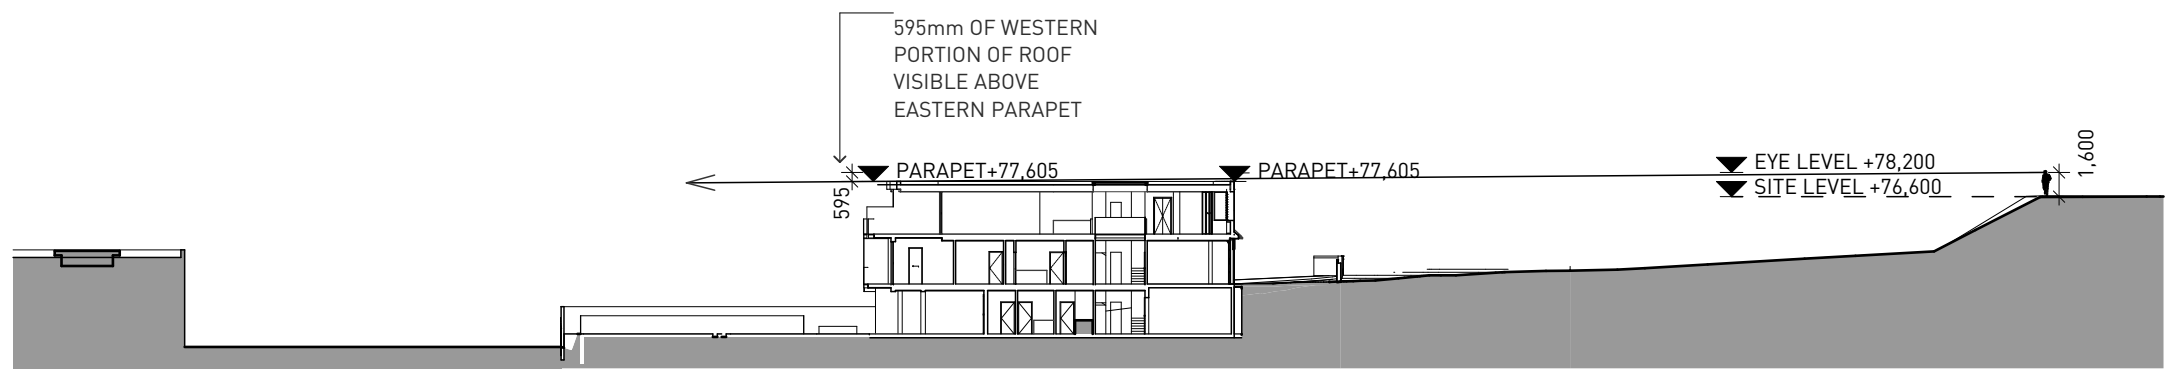 595mm OF WESTERN
PORTION OF ROOF
VISIBLE ABOVE
EASTERN PARAPET
PARAPET+77,605
PARAPET+77,605
EYE LEVEL +78,200
SITE LEVEL +76,600
1,600
595